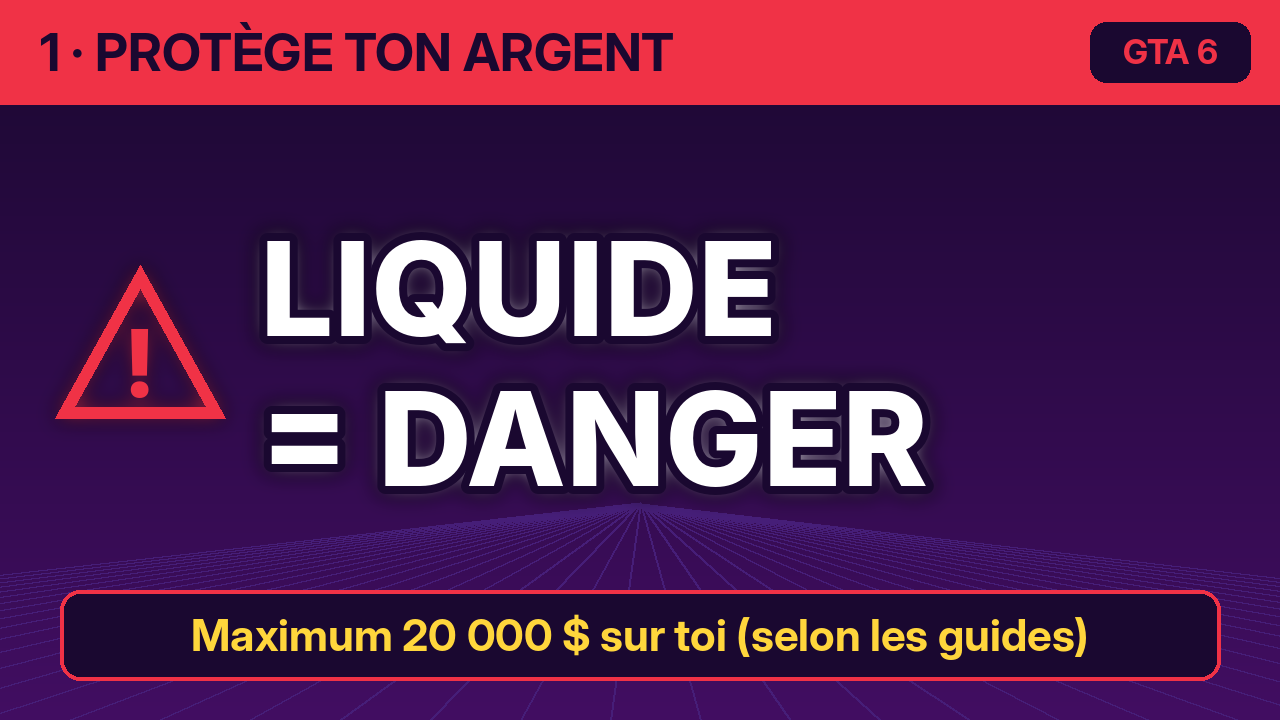 1 · PROTÈGE TON ARGENT
GTA 6
LIQUIDE
= DANGER
!
Maximum 20 000 $ sur toi (selon les guides)